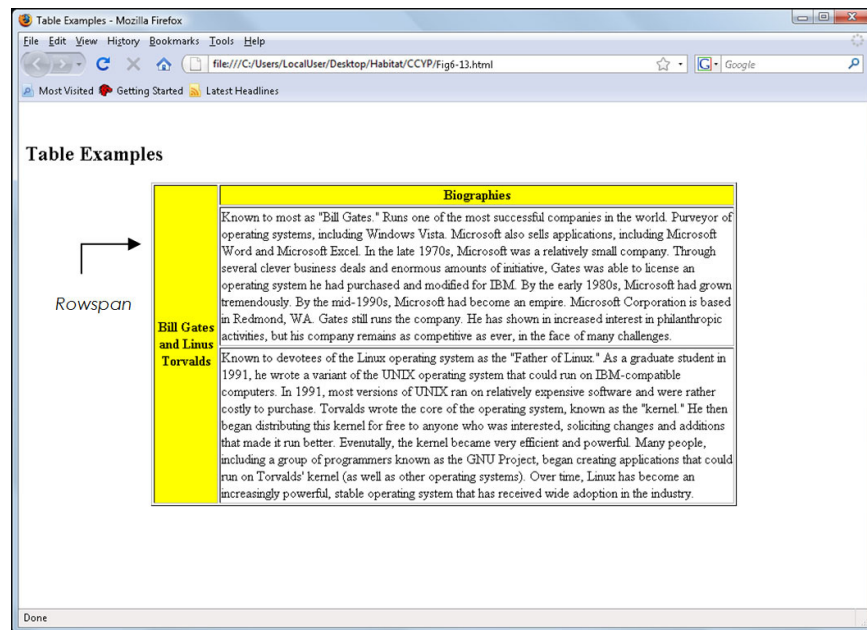 Table Examples - Mozilla Firefox
File Edit View History Bookmarks Tools Help
file:///C:/Users/LocalUser/Desktop/Habitat/CCYP/Fig6-13.html
G Google
Most Visited Getting Started Latest Headlines
Table Examples
Rowspan
Bill Gates
and Linus
Torvalds
Biographies
Known to most as "Bill Gates." Runs one of the most successful companies in the world. Purveyor of
operating systems, including Windows Vista. Microsoft also sells applications, including Microsoft
Word and Microsoft Excel. In the late 1970s, Microsoft was a relatively small company. Through
several clever business deals and enormous amounts of initiative, Gates was able to license an
operating system he had purchased and modified for IBM. By the early 1980s, Microsoft had grown
tremendously. By the mid-1990s, Microsoft had become an empire. Microsoft Corporation is based
in Redmond, WA. Gates still runs the company. He has shown in increased interest in philanthropic
activities, but his company remains as competitive as ever, in the face of many challenges.
Known to devotees of the Linux operating system as the "Father of Linux." As a graduate student in
1991, he wrote a variant of the UNIX operating system that could run on IBM-compatible
computers. In 1991, most versions of UNIX ran on relatively expensive software and were rather
costly to purchase. Torvalds wrote the core of the operating system, known as the "kernel." He then
began distributing this kernel for free to anyone who was interested, soliciting changes and additions
that made it run better. Evenutally, the kernel became very efficient and powerful. Many people,
including a group of programmers known as the GNU Project, began creating applications that could
run on Torvalds' kernel (as well as other operating systems). Over time, Linux has become an
increasingly powerful, stable operating system that has received wide adoption in the industry.
Done